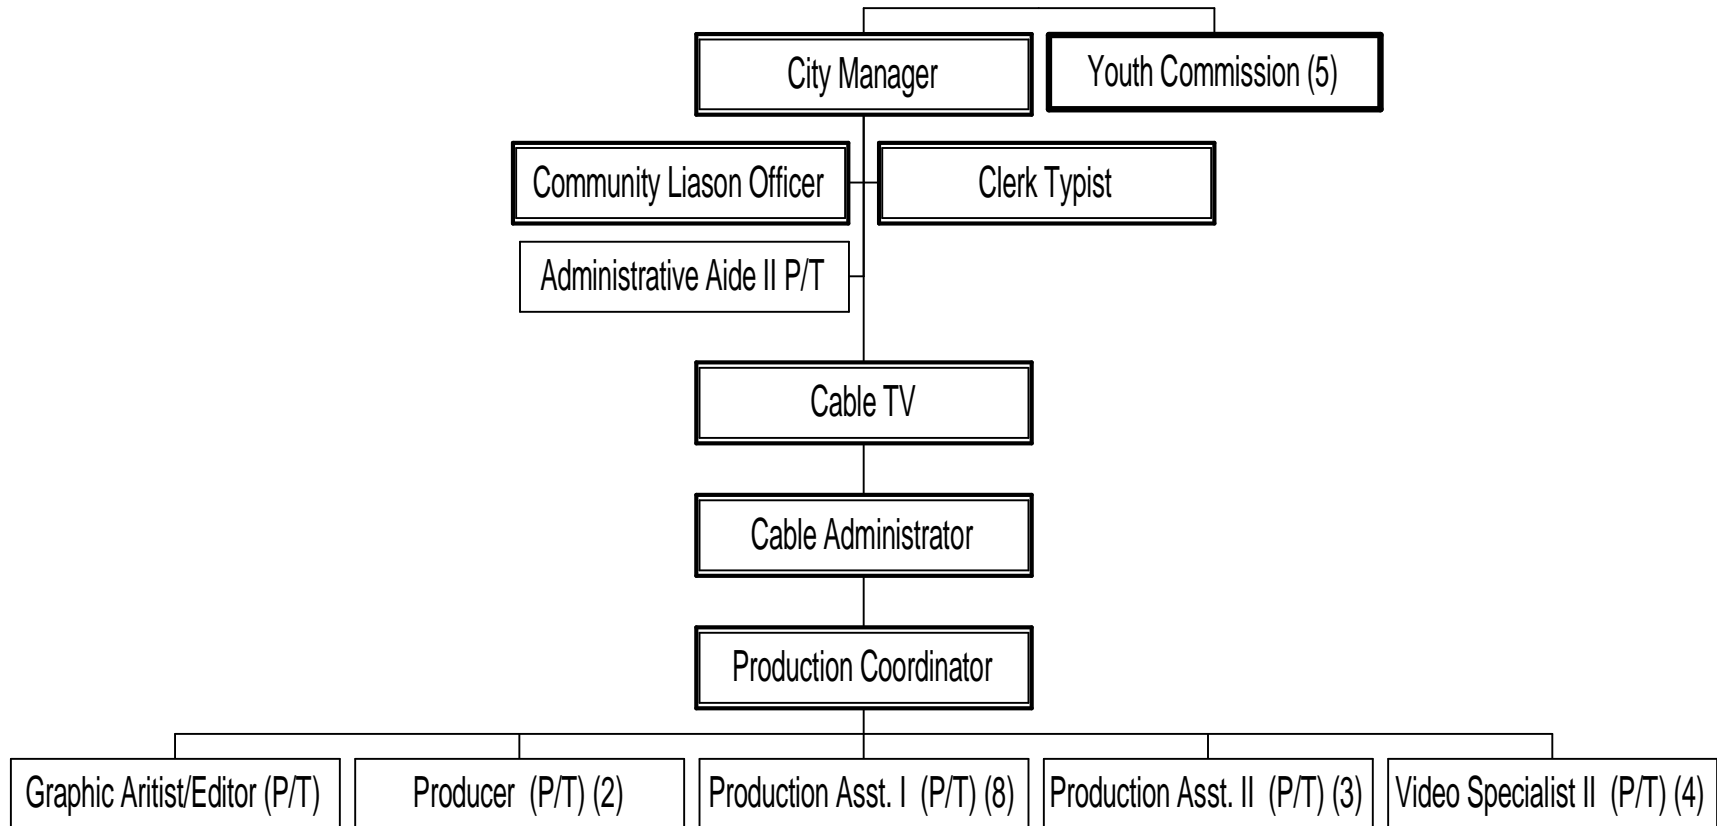 City Manager
Youth Commission (5)
Community Liason Officer
Clerk Typist
Administrative Aide II P/T
Cable TV
Cable Administrator
Production Coordinator
Graphic Aritist/Editor (P/T)
Producer (P/T) (2)
Production Asst. I (P/T) (8)
Production Asst. II (P/T) (3)
Video Specialist II (P/T) (4)